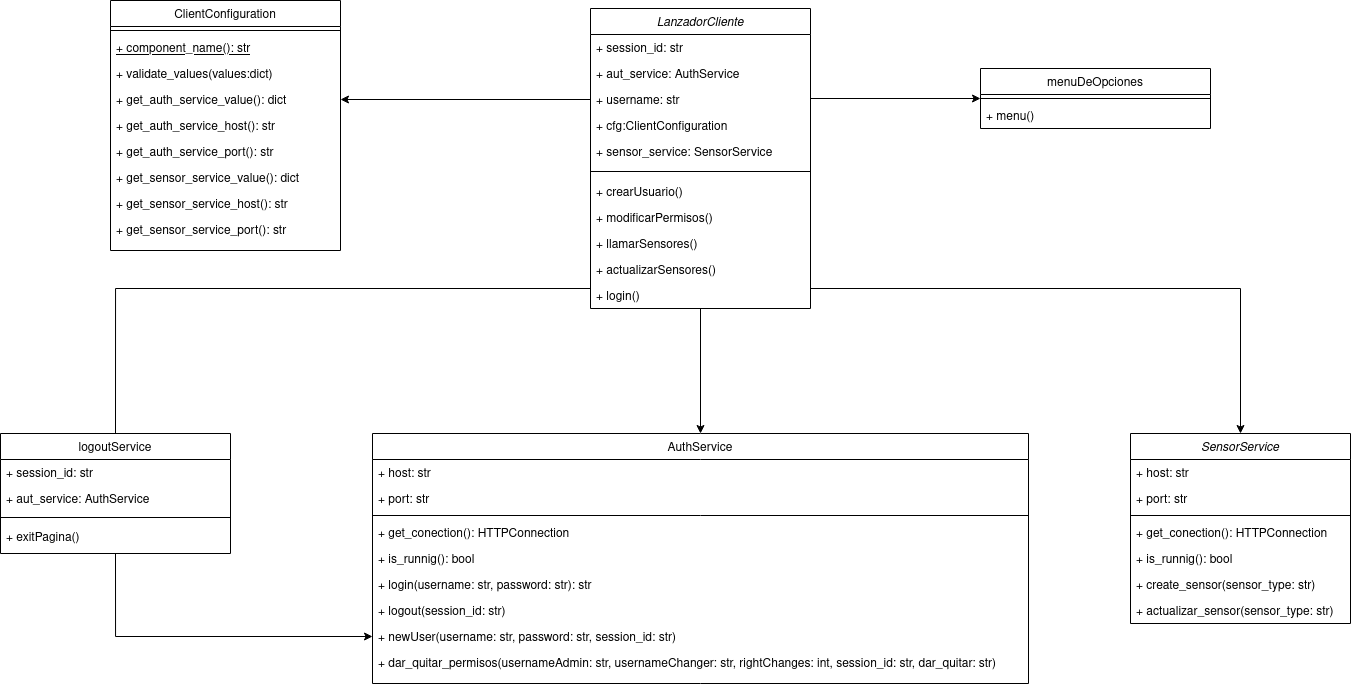 ClientConfiguration
+ component_name(): str
+ validate_values(values:dict)
+ get_auth_service_value(): dict
+ get_auth_service_host(): str
+ get_auth_service_port(): str
+ get_sensor_service_value(): dict
+ get_sensor_service_host(): str
+ get_sensor_service_port(): str
LanzadorCliente
+ session_id: str
+ aut_service: AuthService
+ username: str
+ cfg:ClientConfiguration
+ sensor_service: SensorService
+ crearUsuario()
+ modificarPermisos()
+ llamarSensores()
+ actualizarSensores()
+ login()
menuDeOpciones
+ menu()
logoutService
+ session_id: str
+ aut_service: AuthService
+ exitPagina()
AuthService
+ host: str
+ port: str
+ get_conection(): HTTPConnection
+ is_runnig(): bool
+ login(username: str, password: str): str
+ logout(session_id: str)
+ newUser(username: str, password: str, session_id: str)
+ dar_quitar_permisos(usernameAdmin: str, usernameChanger: str, rightChanges: int, session_id: str, dar_quitar: str)
SensorService
+ host: str
+ port: str
+ get_conection(): HTTPConnection
+ is_runnig(): bool
+ create_sensor(sensor_type: str)
+ actualizar_sensor(sensor_type: str)